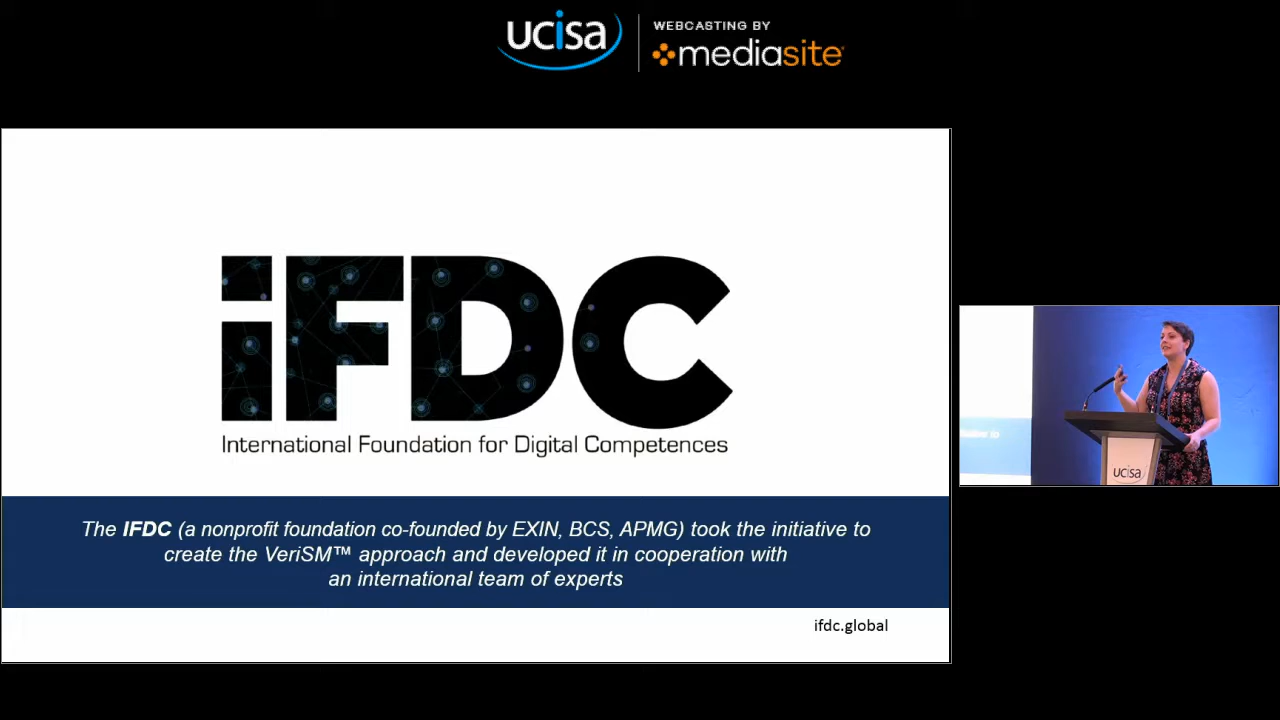 ucisa
WEBCASTING BY
mediasite
iFDC
International Foundation for Digital Competences
The IFDC (a nonprofit foundation co-founded by EXIN, BCS, APMG) took the initiative to
create the VeriSM™ approach and developed it in cooperation with
an international team of experts
ifdc.global
ucisa